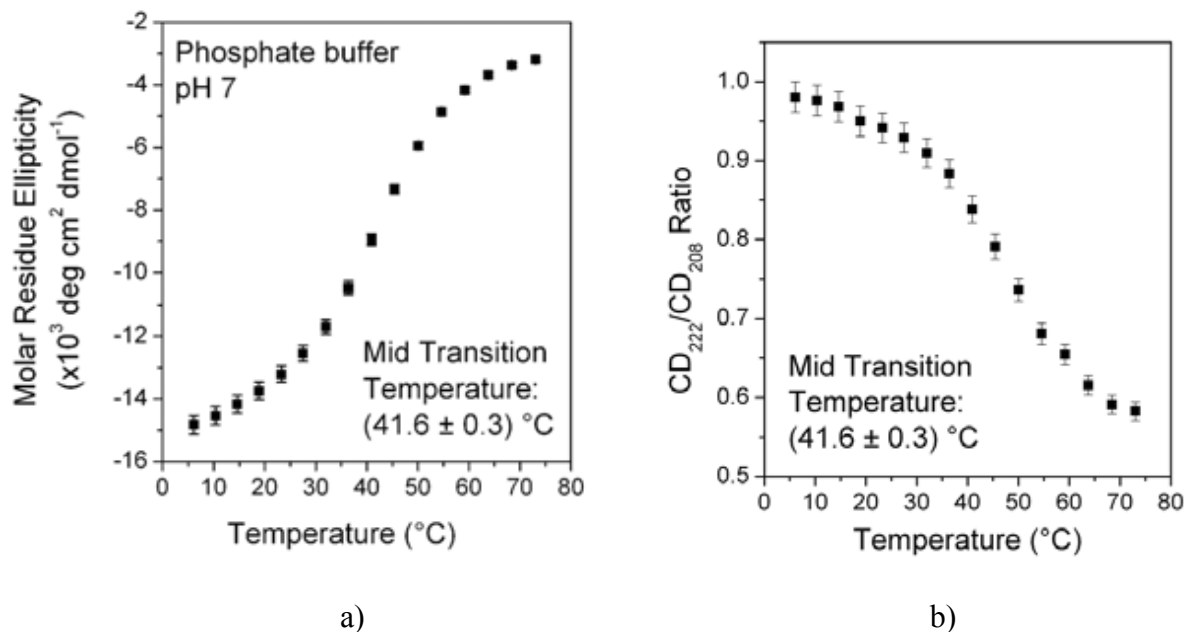 Molar Residue Ellipticity
(x10³ deg cm² dmol⁻¹)
-2
-4
-6
-8
-10
-12
-14
-16
Phosphate buffer
pH 7
Mid Transition
Temperature:
(41.6 ± 0.3) °C
0 10 20 30 40 50 60 70 80
Temperature (°C)
a)
CD₂₂₂/CD₂₀₈ Ratio
1.0
0.9
0.8
0.7
0.6
0.5
Mid Transition
Temperature:
(41.6 ± 0.3) °C
0 10 20 30 40 50 60 70 80
Temperature (°C)
b)